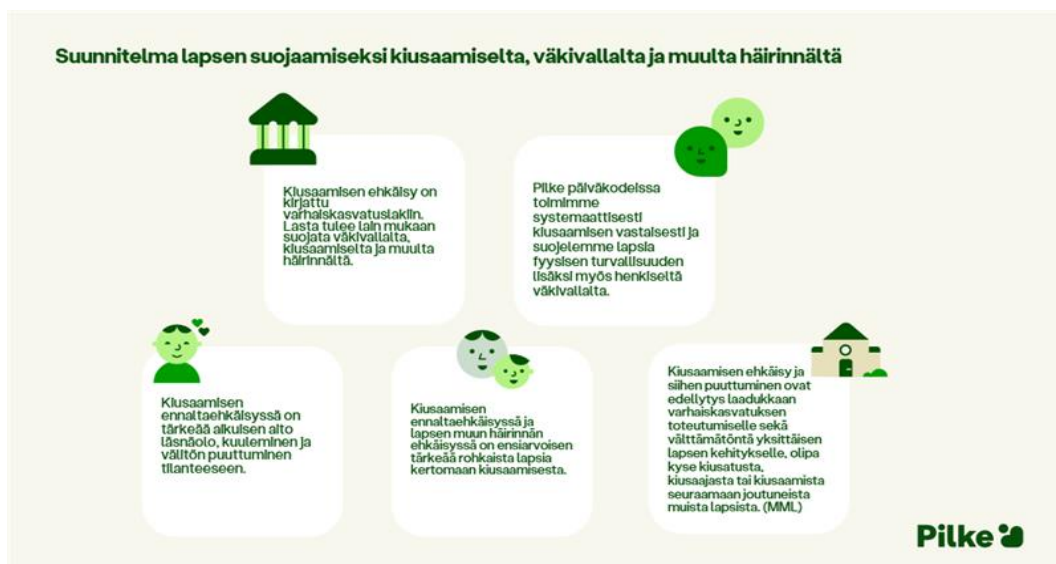 Suunnitelma lapsen suojaamiseksi kiusaamiselta, väkivallalta ja muulta häirinnältä
Kiusaamisen ehkäisy on
kirjattu
varhaiskasvatuslakiin.
Lasta tulee lain mukaan
suojata väkivallalta,
kiusaamiselta ja muulta
häirinnältä.
Pilke päiväkodeissa
toimimme
systemaattisesti
kiusaamisen vastaisesti ja
suojelemme lapsia
fyysisen turvallisuuden
lisäksi myös henkiseltä
väkivallalta.
Kiusaamisen
ennaltaehkäisyssä on
tärkeää aikuisen aito
läsnäolo, kuuleminen ja
välitön puuttuminen
tilanteeseen.
Kiusaamisen
ennaltaehkäisyssä ja
lapsen muun häirinnän
ehkäisyssä on ensiarvoisen
tärkeää rohkaista lapsia
kertomaan kiusaamisesta.
Kiusaamisen ehkäisy ja
siihen puuttuminen ovat
edellytys laadukkaan
varhaiskasvatuksen
toteutumiselle sekä
välttämätöntä yksittäisen
lapsen kehitykselle, olipa
kyse kiusatusta,
kiusaajasta tai kiusaamista
seuraamaan joutuneista
muista lapsista. (MML)
Pilke